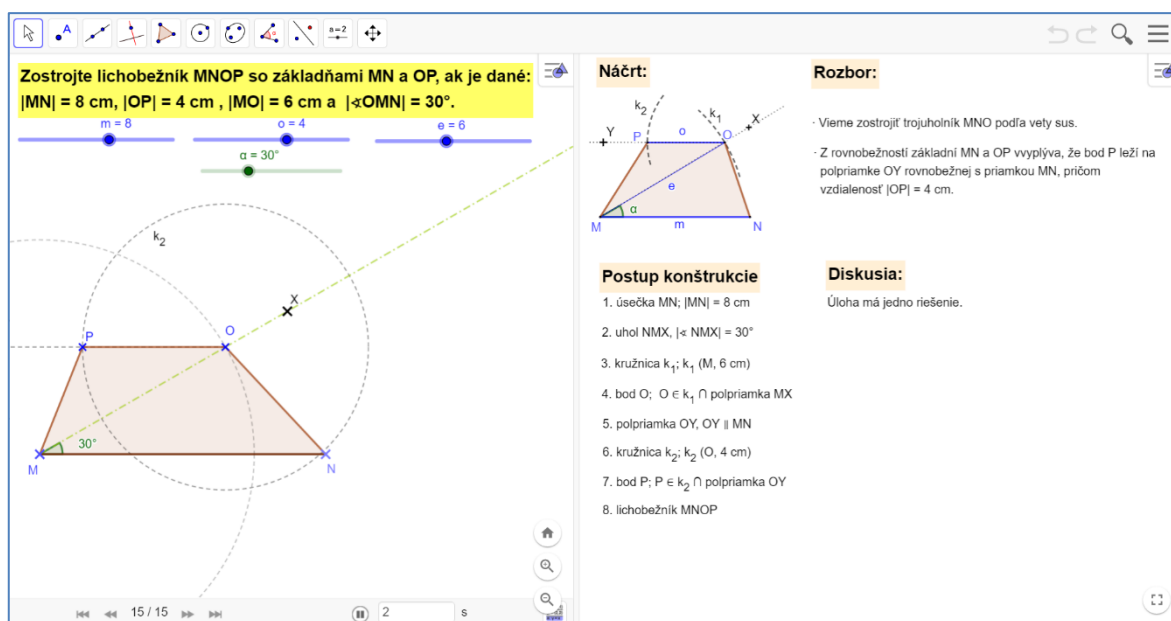 A
a=2
Zostrojte lichobežník MNOP so základňami MN a OP, ak je dané:
|MN| = 8 cm, |OP| = 4 cm , |MO| = 6 cm a |∢OMN| = 30°.
m = 8
o = 4
e = 6
α = 30°
k2
X
P
O
30°
M
N
15 / 15
2
s
Náčrt:
k2
k1
X
Y
P
o
O
e
α
M
m
N
Rozbor:
· Vieme zostrojiť trojuholník MNO podľa vety sus.
· Z rovnobežností základní MN a OP vvyplýva, že bod P leží na
polpriamke OY rovnobežnej s priamkou MN, pričom
vzdialenosť |OP| = 4 cm.
Postup konštrukcie
1. úsečka MN; |MN| = 8 cm
2. uhol NMX, |∢ NMX| = 30°
3. kružnica k1; k1 (M, 6 cm)
4. bod O; O ∈ k1 ∩ polpriamka MX
5. polpriamka OY, OY ∥ MN
6. kružnica k2; k2 (O, 4 cm)
7. bod P; P ∈ k2 ∩ polpriamka OY
8. lichobežník MNOP
Diskusia:
Úloha má jedno riešenie.